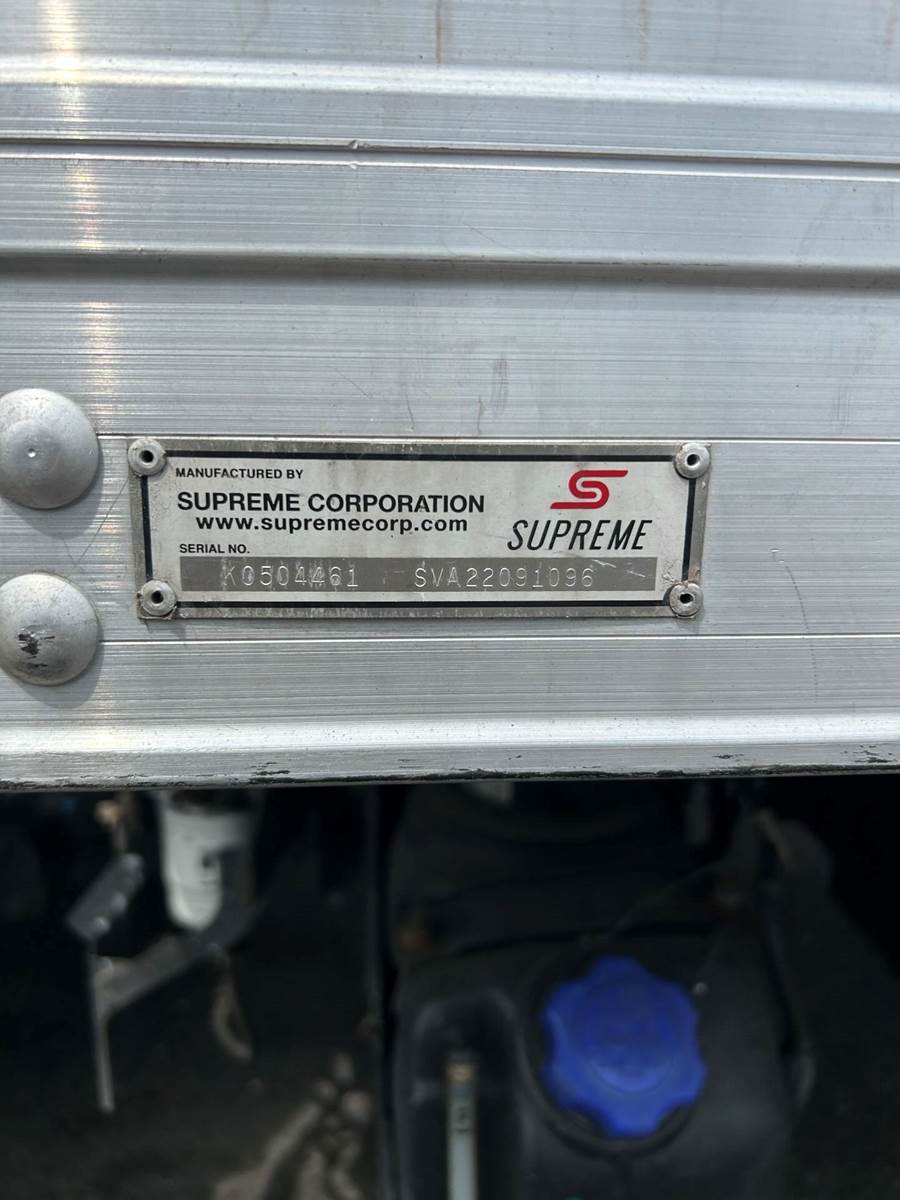 MANUFACTURED BY
SUPREME CORPORATION
www.supremecorp.com
SUPREME
SERIAL NO.
K0504461 SVA22091096